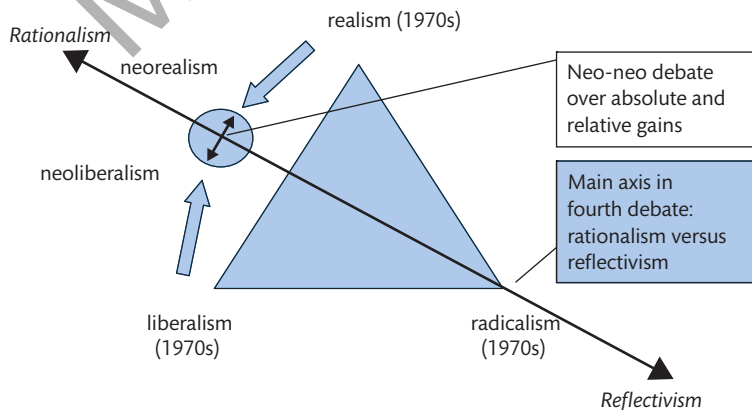 Rationalism
realism (1970s)
neorealism
Neo-neo debate
over absolute and
relative gains
neoliberalism
Main axis in
fourth debate:
rationalism versus
reflectivism
liberalism
(1970s)
radicalism
(1970s)
Reflectivism